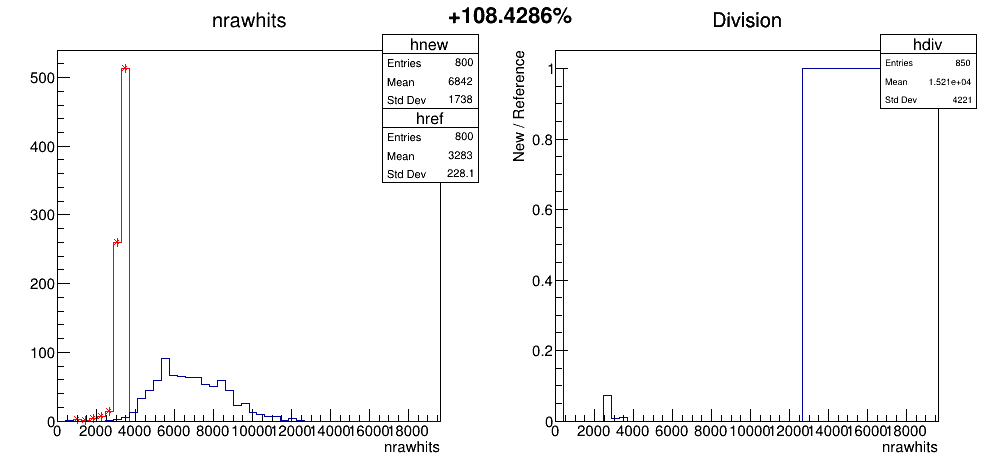 +108.4286%
nrawhits
hnew
Entries 800
Mean 6842
Std Dev 1738
href
Entries 800
Mean 3283
Std Dev 228.1
500
400
300
200
100
0
0 2000 4000 6000 8000 10000 12000 14000 16000 18000
nrawhits
Division
hdiv
Entries 850
Mean 1.521e+04
Std Dev 4221
New / Reference
1
0.8
0.6
0.4
0.2
0
0 2000 4000 6000 8000 10000 12000 14000 16000 18000
nrawhits